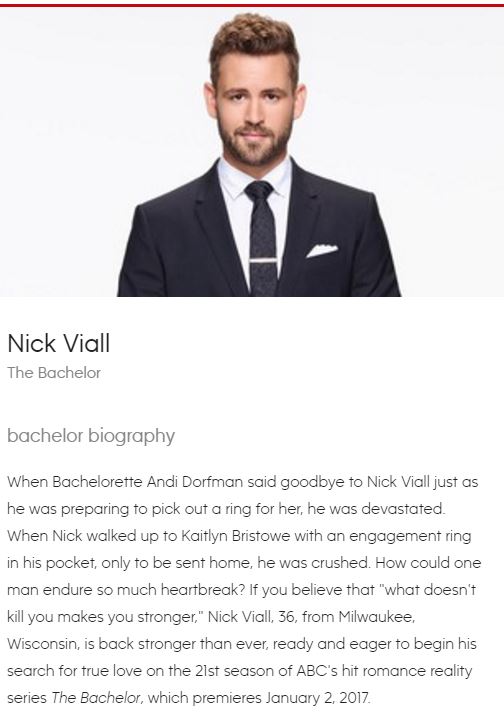 Nick Viall
The Bachelor
bachelor biography
When Bachelorette Andi Dorfman said goodbye to Nick Viall just as
he was preparing to pick out a ring for her, he was devastated.
When Nick walked up to Kaitlyn Bristowe with an engagement ring
in his pocket, only to be sent home, he was crushed. How could one
man endure so much heartbreak? If you believe that "what doesn't
kill you makes you stronger," Nick Viall, 36, from Milwaukee,
Wisconsin, is back stronger than ever, ready and eager to begin his
search for true love on the 21st season of ABC's hit romance reality
series The Bachelor, which premieres January 2, 2017.